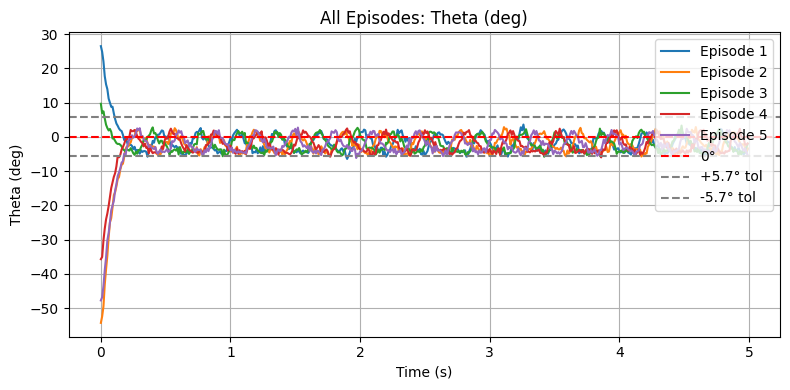 All Episodes: Theta (deg)
Theta (deg)
30
20
10
0
−10
−20
−30
−40
−50
0
1
2
3
4
5
Time (s)
Episode 1
Episode 2
Episode 3
Episode 4
Episode 5
0°
+5.7° tol
-5.7° tol